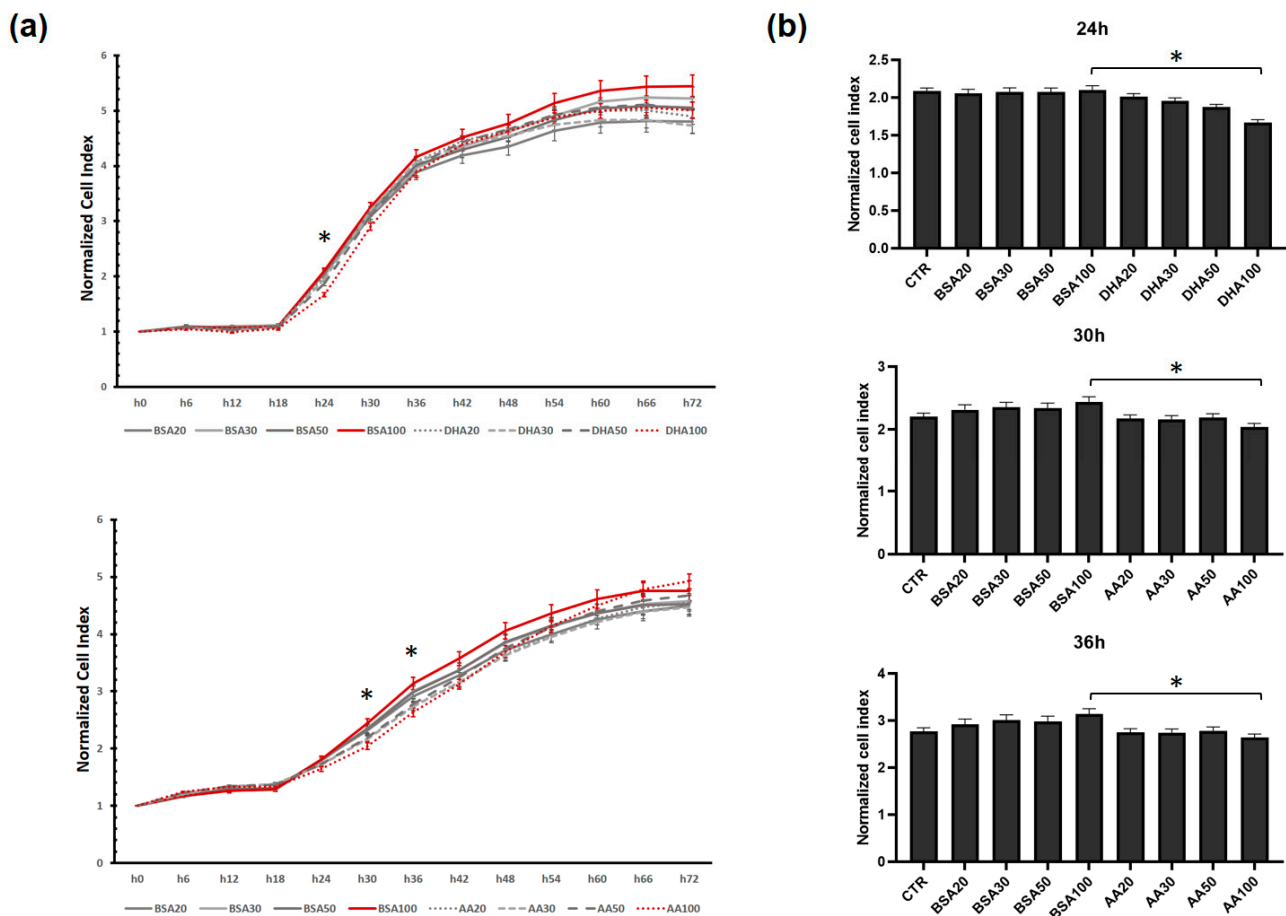 (a)
Normalized Cell Index
6
5
4
3
2
1
0
*
h0 h6 h12 h18 h24 h30 h36 h42 h48 h54 h60 h66 h72
BSA20 BSA30 BSA50 BSA100 DHA20 DHA30 DHA50 DHA100
Normalized Cell Index
6
5
4
3
2
1
0
*
*
h0 h6 h12 h18 h24 h30 h36 h42 h48 h54 h60 h66 h72
BSA20 BSA30 BSA50 BSA100 AA20 AA30 AA50 AA100
(b)
24h
Normalized cell index
2.5
2.0
1.5
1.0
0.5
0.0
*
CTR BSA20 BSA30 BSA50 BSA100 DHA20 DHA30 DHA50 DHA100
30h
Normalized cell index
3
2
1
0
*
CTR BSA20 BSA30 BSA50 BSA100 AA20 AA30 AA50 AA100
36h
Normalized cell index
4
3
2
1
0
*
CTR BSA20 BSA30 BSA50 BSA100 AA20 AA30 AA50 AA100